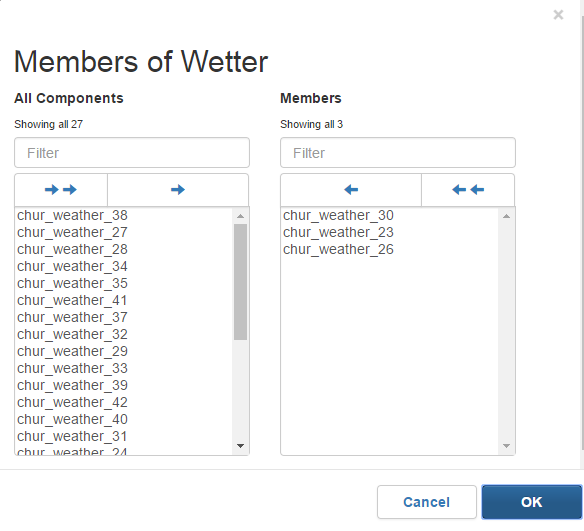 ×
Members of Wetter
All Components
Showing all 27
Filter
chur_weather_38
chur_weather_27
chur_weather_28
chur_weather_34
chur_weather_35
chur_weather_41
chur_weather_37
chur_weather_32
chur_weather_29
chur_weather_33
chur_weather_39
chur_weather_42
chur_weather_40
chur_weather_31
chur_weather_24
Members
Showing all 3
Filter
chur_weather_30
chur_weather_23
chur_weather_26
Cancel
OK